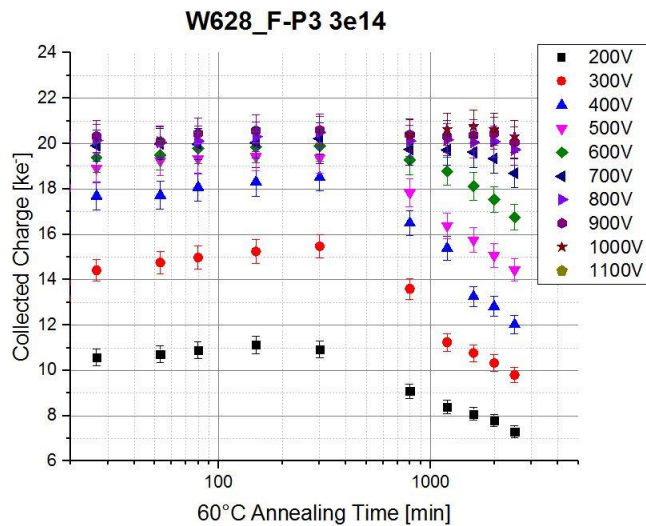 W628_F-P3 3e14
24
22
20
18
16
14
12
10
8
6
Collected Charge [ke⁻]
100
1000
60°C Annealing Time [min]
200V
300V
400V
500V
600V
700V
800V
900V
1000V
1100V